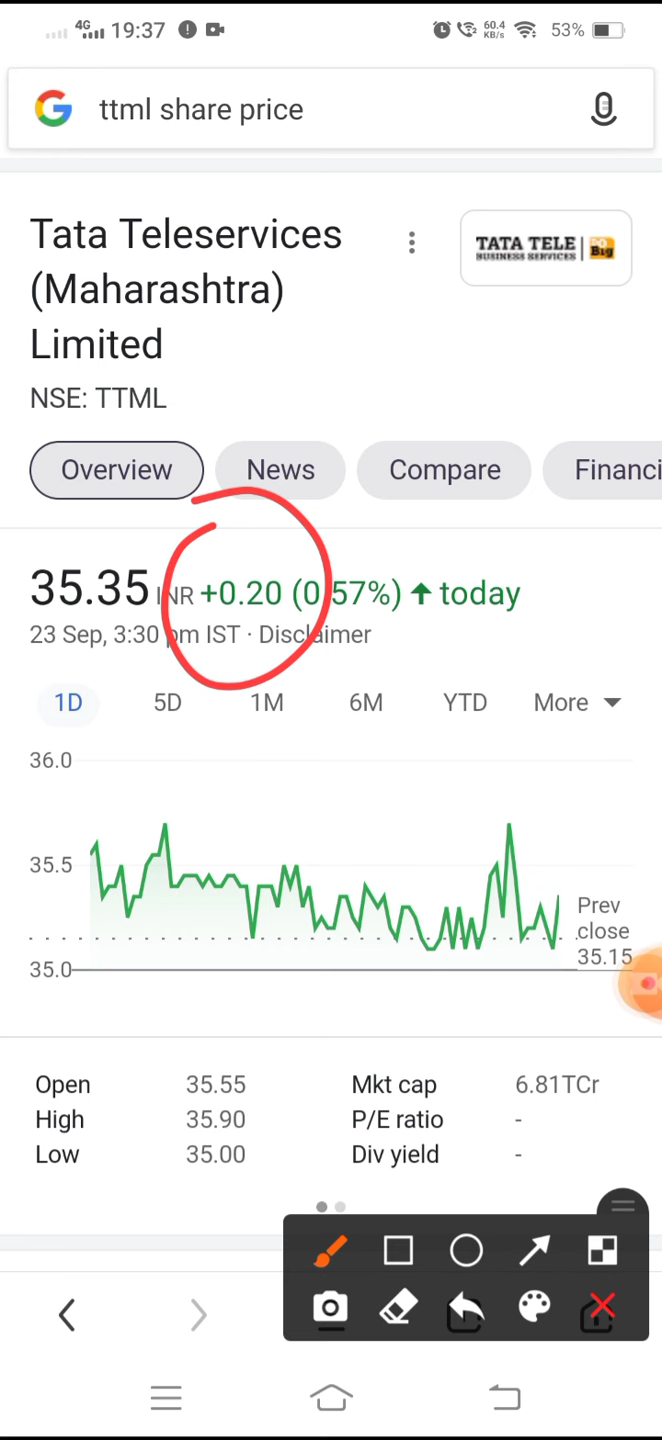 4G 19:37 60.4 KB/s 53%
ttml share price
Tata Teleservices
(Maharashtra)
Limited
TATA TELE | DO Big
BUSINESS SERVICES
NSE: TTML
Overview News Compare Financi
35.35 INR +0.20 (0.57%) ↑ today
23 Sep, 3:30 pm IST · Disclaimer
1D 5D 1M 6M YTD More
36.0
35.5
35.0
Prev
close
35.15
Open 35.55 Mkt cap 6.81TCr
High 35.90 P/E ratio -
Low 35.00 Div yield -